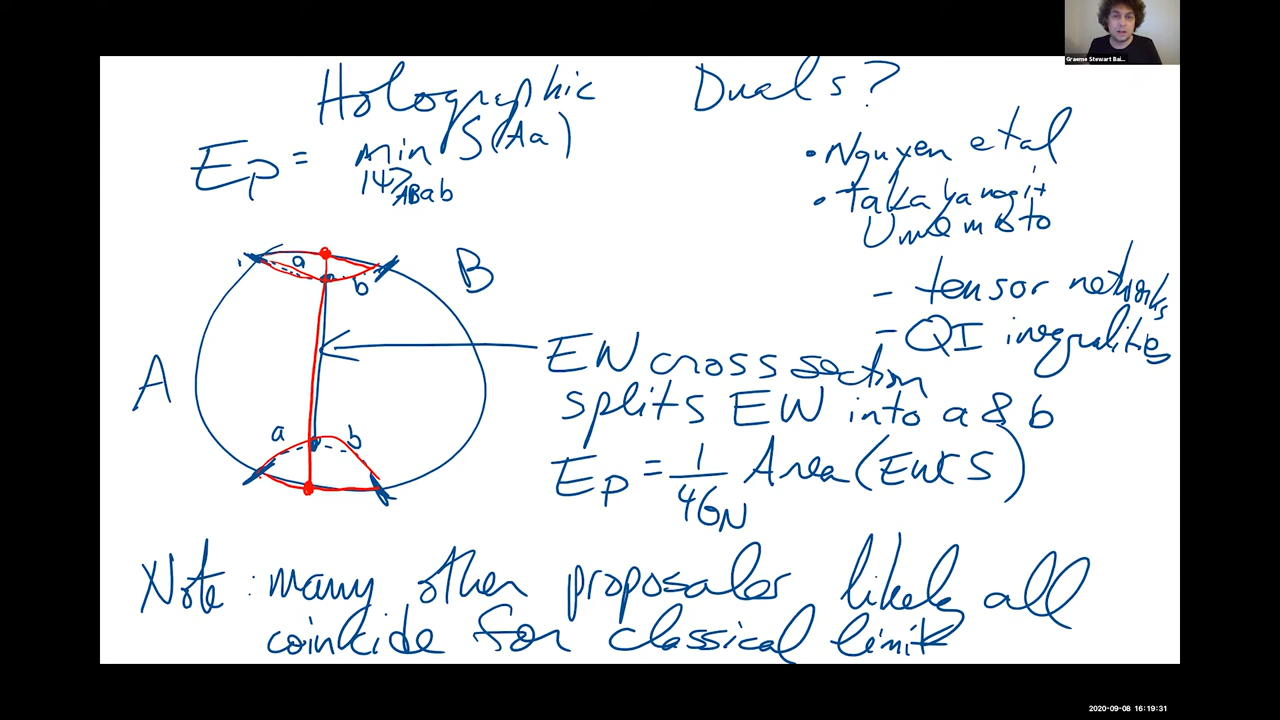 Graeme Stewart Bai...
Holographic Duals?
Ep = min S(Aa)
|ψ>ABab
• Nguyen et al
• Takayanagi +
Umemoto
- tensor networks
- QI inequalities
a
b
B
A
a
b
EW cross section
splits EW into a & b
Ep = 1/4GN Area(EWCS)
Note: many other proposales likely all
coincide for classical limit
2020-09-08 16:19:31